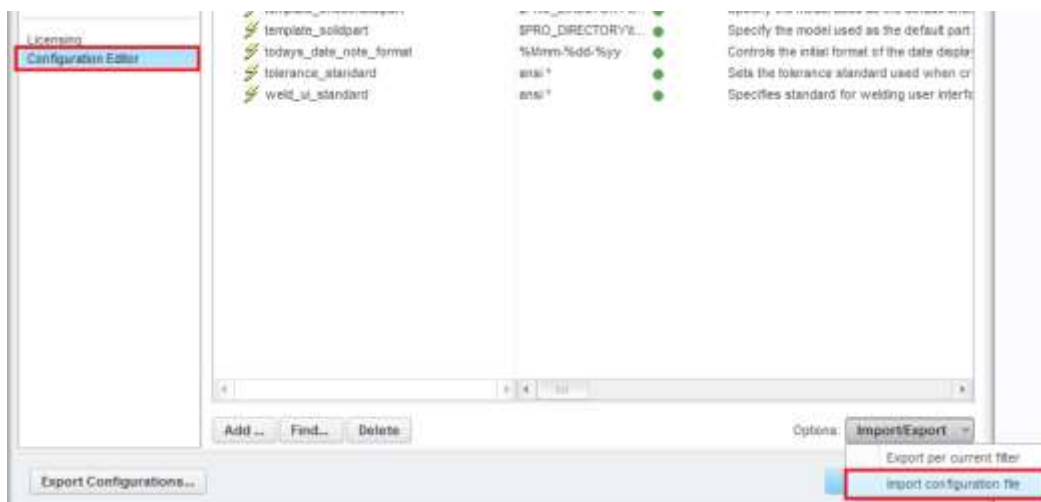 template_solidpart $PRO_DIRECTORY\t... Specify the model used as the default part
Licensing
todays_date_note_format %Mmm-%dd-%yy Controls the initial format of the date display
Configuration Editor
tolerance_standard ansi * Sets the tolerance standard used when cr
weld_ui_standard ansi * Specifies standard for welding user interfa
Add ... Find... Delete Options: Import/Export
Export per current filter
Export Configurations... Import configuration file